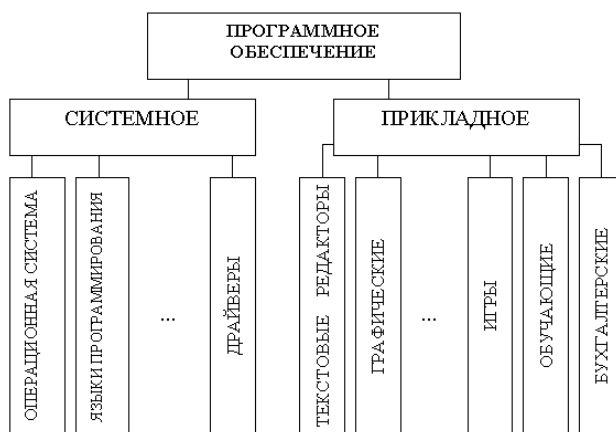 ПРОГРАММНОЕ
ОБЕСПЕЧЕНИЕ
СИСТЕМНОЕ
ПРИКЛАДНОЕ
ОПЕРАЦИОННАЯ СИСТЕМА
ЯЗЫКИ ПРОГРАММИРОВАНИЯ
...
ДРАЙВЕРЫ
ТЕКСТОВЫЕ РЕДАКТОРЫ
ГРАФИЧЕСКИЕ
...
ИГРЫ
ОБУЧАЮЩИЕ
БУХГАЛТЕРСКИЕ